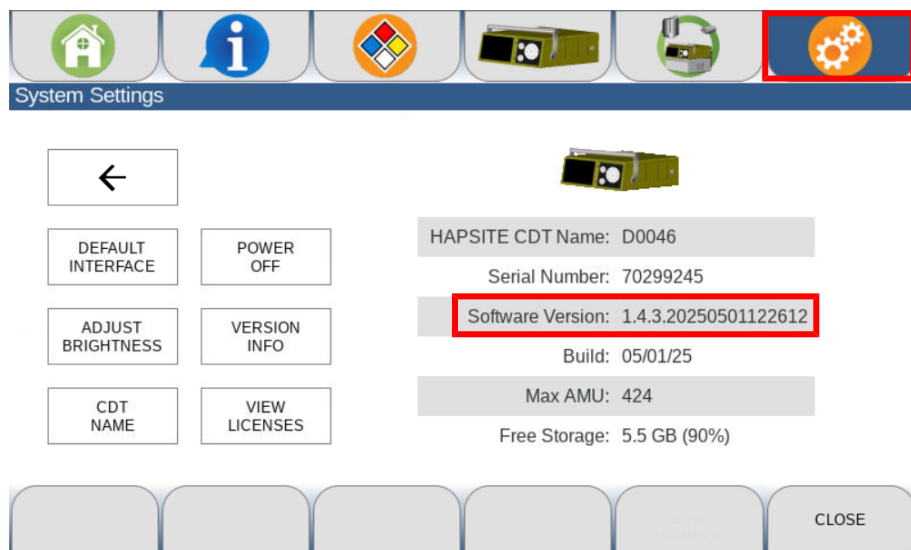 System Settings
DEFAULT
INTERFACE
POWER
OFF
ADJUST
BRIGHTNESS
VERSION
INFO
CDT
NAME
VIEW
LICENSES
HAPSITE CDT Name: D0046
Serial Number: 70299245
Software Version: 1.4.3.20250501122612
Build: 05/01/25
Max AMU: 424
Free Storage: 5.5 GB (90%)
CLOSE